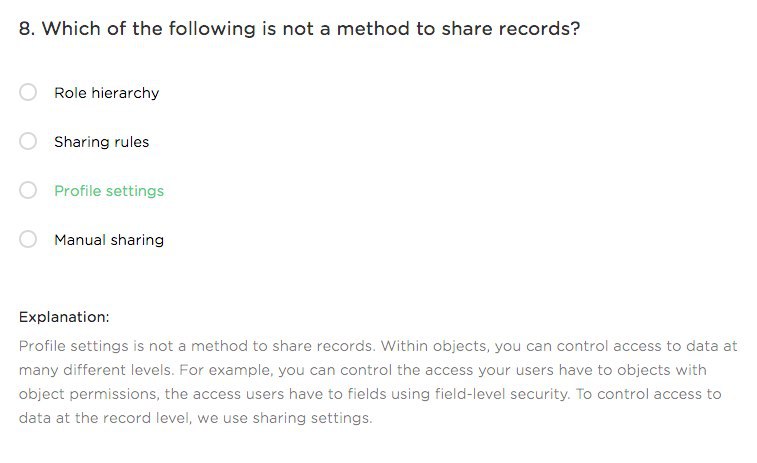 8. Which of the following is not a method to share records?
Role hierarchy
Sharing rules
Profile settings
Manual sharing
Explanation:
Profile settings is not a method to share records. Within objects, you can control access to data at
many different levels. For example, you can control the access your users have to objects with
object permissions, the access users have to fields using field-level security. To control access to
data at the record level, we use sharing settings.